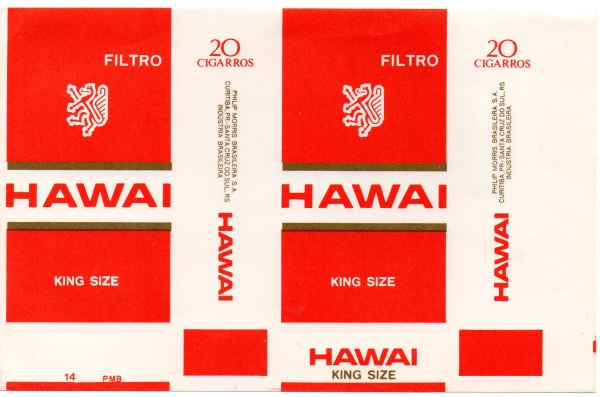 FILTRO
HAWAI
KING SIZE
14 PMB
20
CIGARROS
PHILIP MORRIS BRASILEIRA S.A.
CURITIBA, PR - SANTA CRUZ DO SUL, RS
INDÚSTRIA BRASILEIRA
HAWAI
FILTRO
HAWAI
KING SIZE
HAWAI
KING SIZE
20
CIGARROS
PHILIP MORRIS BRASILEIRA S.A.
CURITIBA, PR - SANTA CRUZ DO SUL, RS
INDÚSTRIA BRASILEIRA
HAWAI